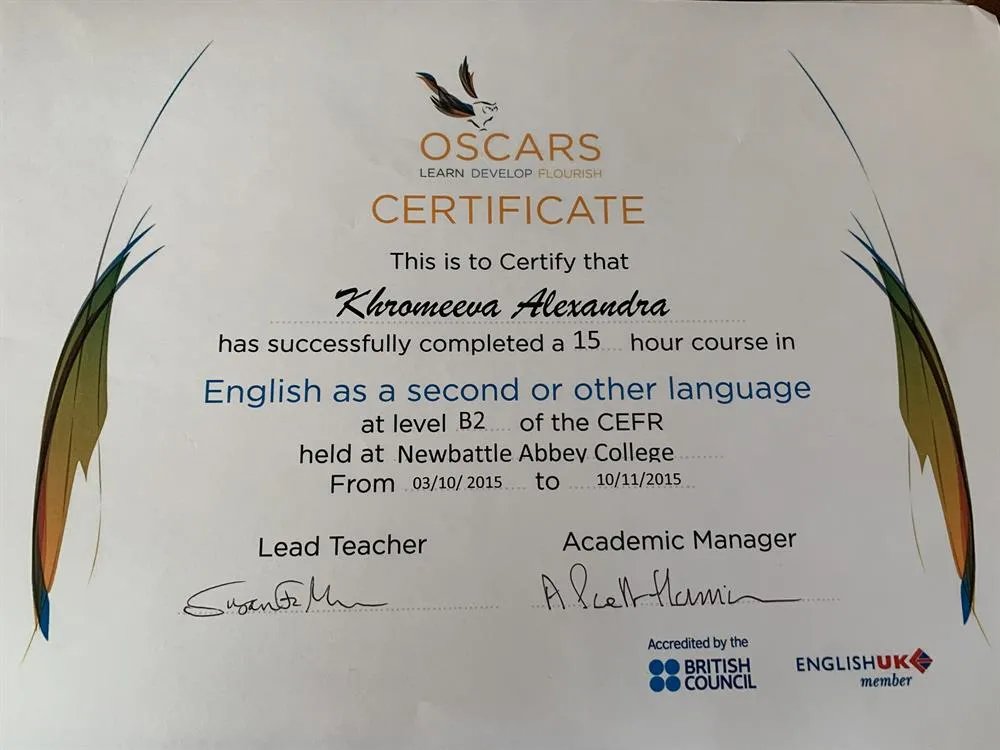 OSCARS
LEARN DEVELOP FLOURISH
CERTIFICATE
This is to Certify that
Khromeeva Alexandra
has successfully completed a 15 hour course in
English as a second or other language
at level B2 of the CEFR
held at Newbattle Abbey College
From 03/10/2015 to 10/11/2015
Lead Teacher Academic Manager
Accredited by the
BRITISH
COUNCIL
ENGLISHUK
member